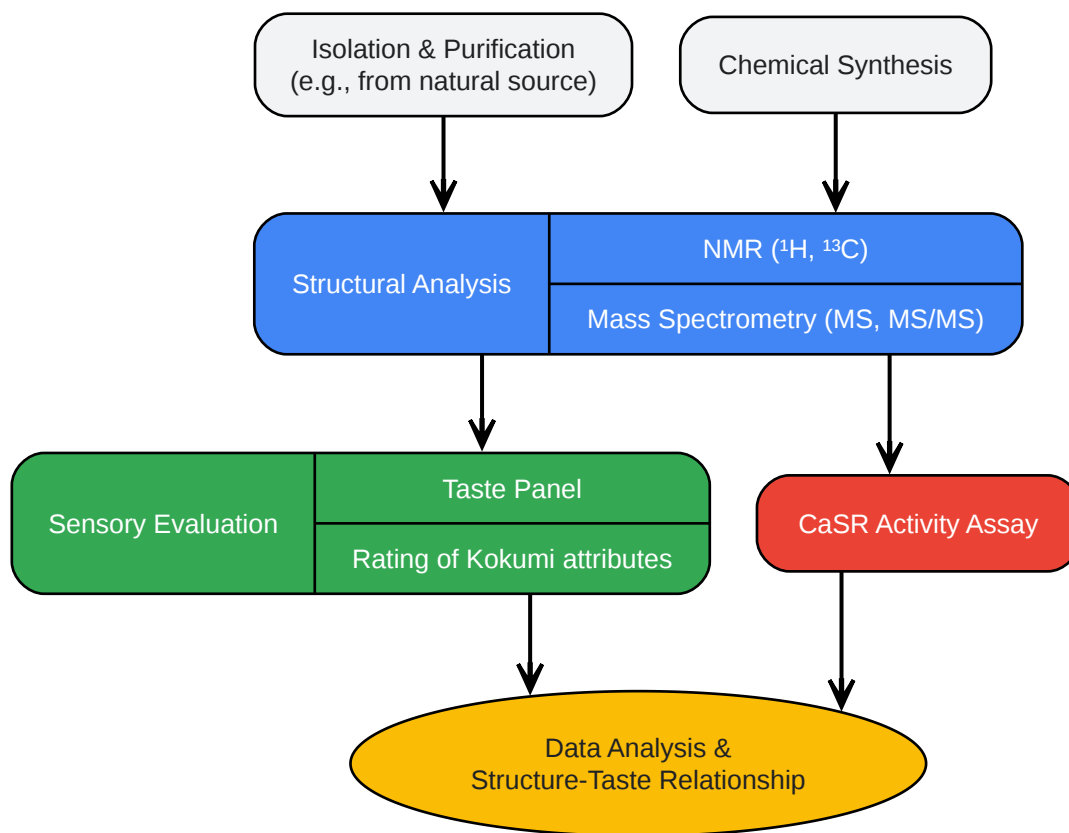 Isolation & Purification
(e.g., from natural source)
Chemical Synthesis
Structural Analysis
NMR (¹H, ¹³C)
Mass Spectrometry (MS, MS/MS)
Sensory Evaluation
Taste Panel
Rating of Kokumi attributes
CaSR Activity Assay
Data Analysis &
Structure-Taste Relationship